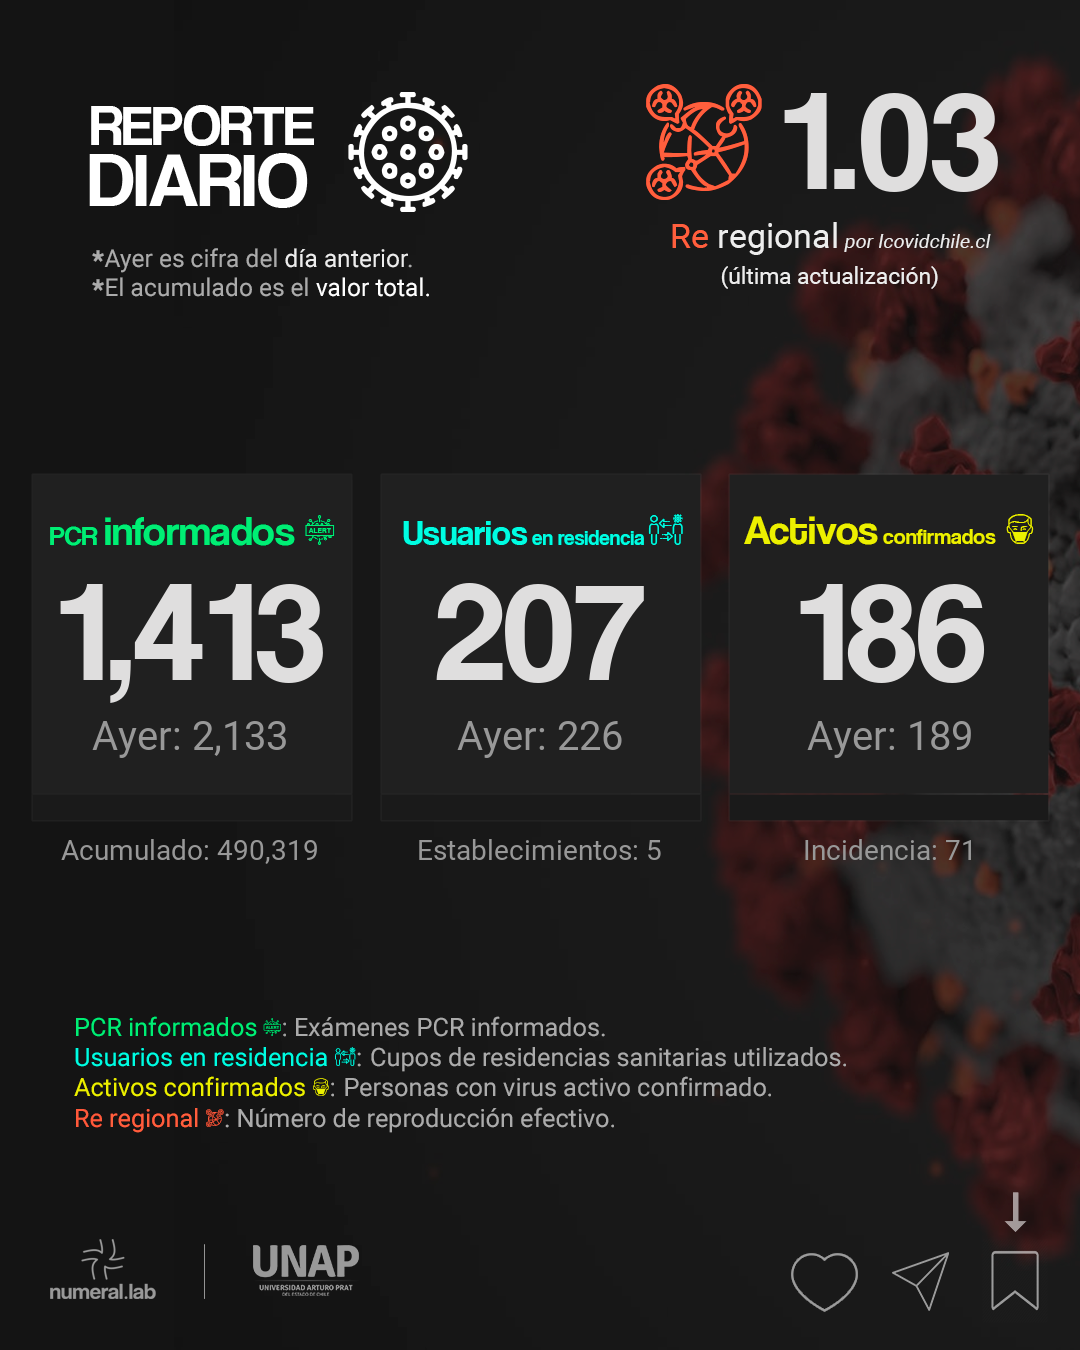 REPORTE
DIARIO
*Ayer es cifra del día anterior.
*El acumulado es el valor total.
1.03
Re regional por Icovidchile.cl
(última actualización)
PCR informados
ALERT
1,413
Ayer: 2,133
Acumulado: 490,319
Usuarios en residencia
207
Ayer: 226
Establecimientos: 5
Activos confirmados
186
Ayer: 189
Incidencia: 71
PCR informados : Exámenes PCR informados.
Usuarios en residencia : Cupos de residencias sanitarias utilizados.
Activos confirmados : Personas con virus activo confirmado.
Re regional : Número de reproducción efectivo.
numeral.lab
UNAP
UNIVERSIDAD ARTURO PRAT
DEL ESTADO DE CHILE